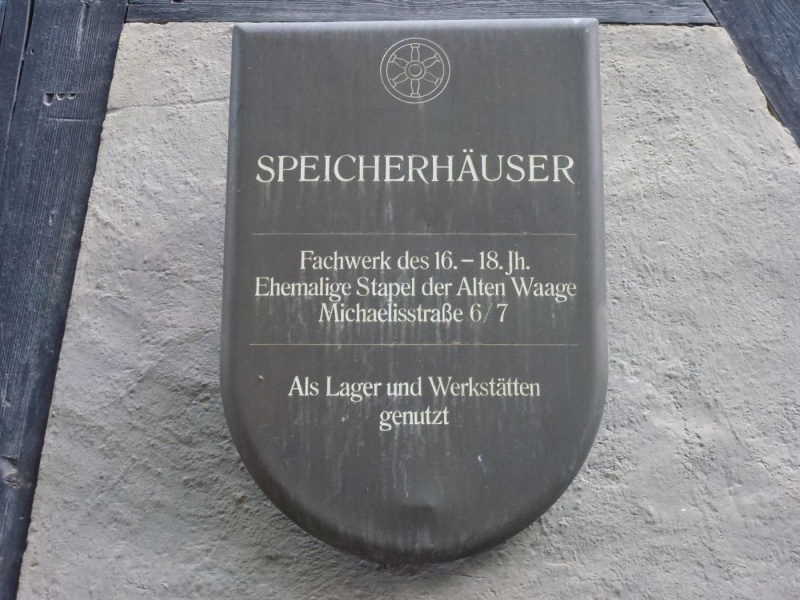 SPEICHERHÄUSER
Fachwerk des 16.–18. Jh.
Ehemalige Stapel der Alten Waage
Michaelisstraße 6/7
Als Lager und Werkstätten
genutzt